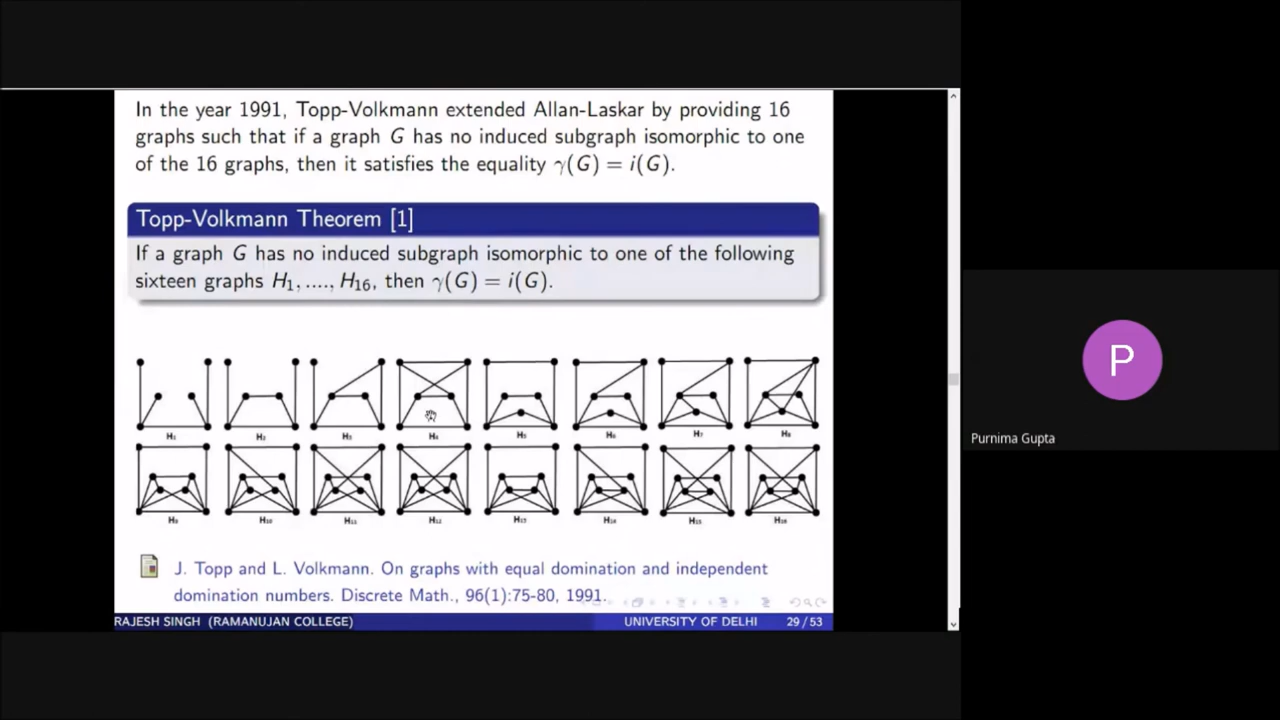 In the year 1991, Topp-Volkmann extended Allan-Laskar by providing 16
graphs such that if a graph G has no induced subgraph isomorphic to one
of the 16 graphs, then it satisfies the equality γ(G) = i(G).
Topp-Volkmann Theorem [1]
If a graph G has no induced subgraph isomorphic to one of the following
sixteen graphs H₁, ...., H₁₆, then γ(G) = i(G).
H₁ H₂ H₃ H₄ H₅ H₆ H₇ H₈
H₉ H₁₀ H₁₁ H₁₂ H₁₃ H₁₄ H₁₅ H₁₆
J. Topp and L. Volkmann. On graphs with equal domination and independent
domination numbers. Discrete Math., 96(1):75-80, 1991.
RAJESH SINGH (RAMANUJAN COLLEGE) UNIVERSITY OF DELHI 29 / 53
P
Purnima Gupta